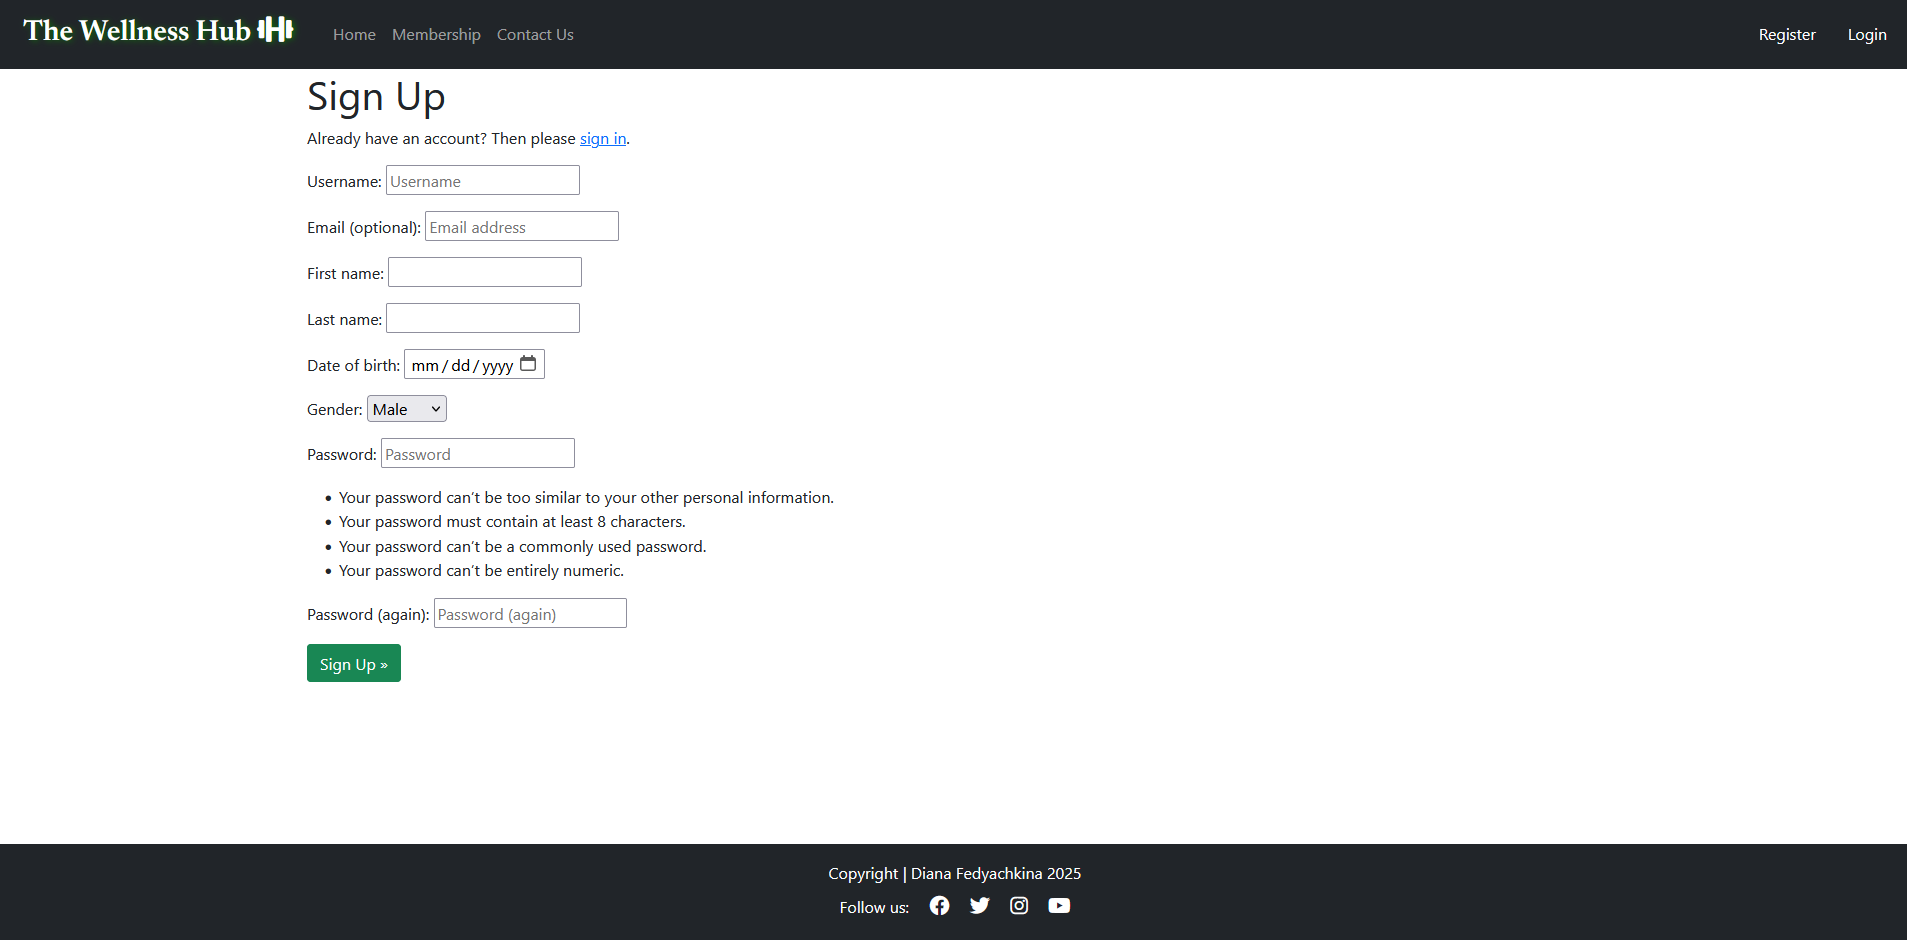 The Wellness Hub
Home Membership Contact Us
Register Login
Sign Up
Already have an account? Then please sign in.
Username: Username
Email (optional): Email address
First name:
Last name:
Date of birth: mm/dd/yyyy
Gender: Male
Password: Password
Your password can't be too similar to your other personal information.
Your password must contain at least 8 characters.
Your password can't be a commonly used password.
Your password can't be entirely numeric.
Password (again): Password (again)
Sign Up »
Copyright | Diana Fedyachkina 2025
Follow us: